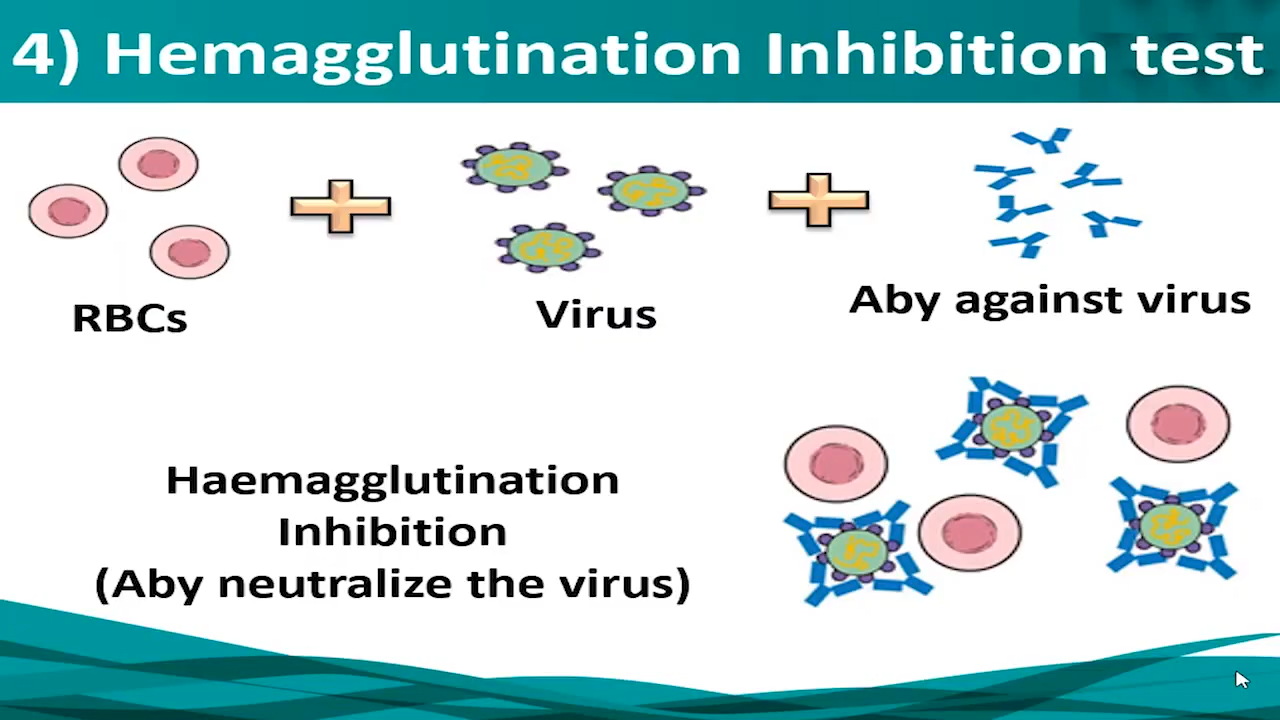 4) Hemagglutination Inhibition test
RBCs
Virus
Aby against virus
Haemagglutination
Inhibition
(Aby neutralize the virus)